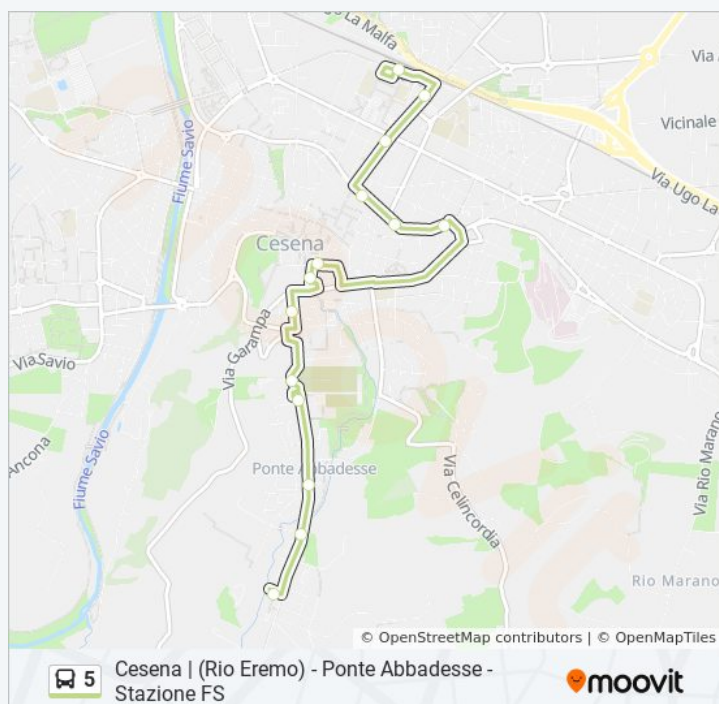 go La Malfa
Via A
Vicinale
Via Ugo La
Fiume Savio
Cesena
Via Garampa
Via Savio
Ancona
Fiume Savio
Ponte Abbadesse
Via Celincordia
Via Rio Marano
Rio Marano
© OpenStreetMap contributors | © OpenMapTiles
5
Cesena | (Rio Eremo) - Ponte Abbadesse -
Stazione FS
moovit